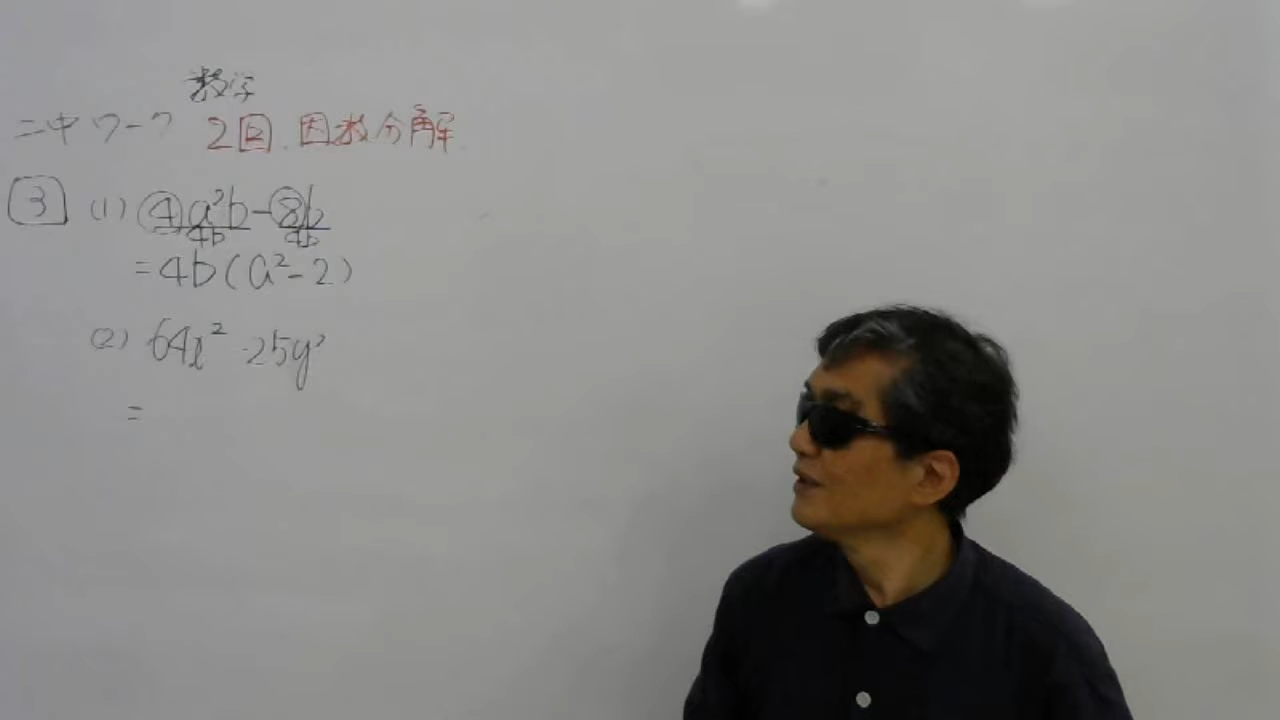 数学
二中ワーク 2回 因数分解
3 (1) 4a²b-8b
4b 4b
=4b(a²-2)
(2) 64x² -25y²
=